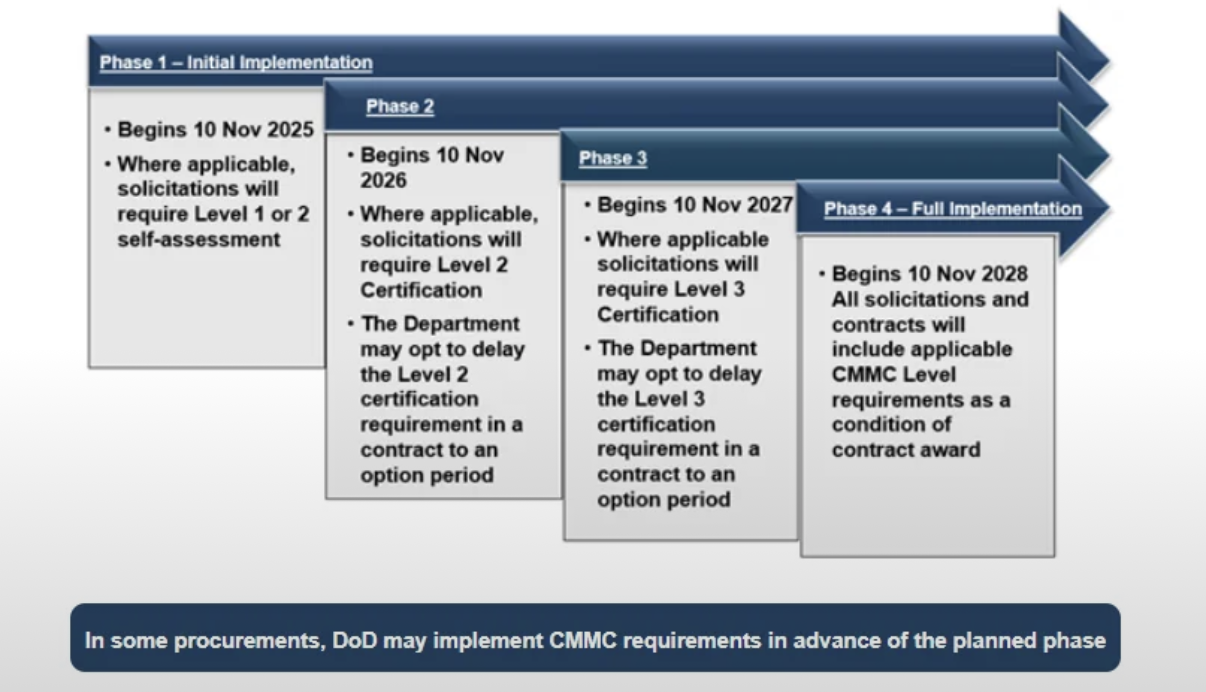 Phase 1 – Initial Implementation
• Begins 10 Nov 2025
• Where applicable,
solicitations will
require Level 1 or 2
self-assessment
Phase 2
• Begins 10 Nov
2026
• Where applicable,
solicitations will
require Level 2
Certification
• The Department
may opt to delay
the Level 2
certification
requirement in a
contract to an
option period
Phase 3
• Begins 10 Nov 2027
• Where applicable
solicitations will
require Level 3
Certification
• The Department
may opt to delay
the Level 3
certification
requirement in a
contract to an
option period
Phase 4 – Full Implementation
• Begins 10 Nov 2028
All solicitations and
contracts will
include applicable
CMMC Level
requirements as a
condition of
contract award
In some procurements, DoD may implement CMMC requirements in advance of the planned phase